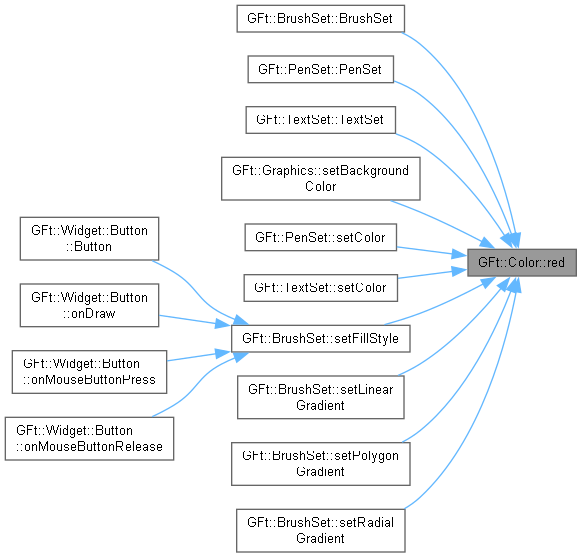 GFt::BrushSet::BrushSet
GFt::PenSet::PenSet
GFt::TextSet::TextSet
GFt::Graphics::setBackground
Color
GFt::PenSet::setColor
GFt::TextSet::setColor
GFt::BrushSet::setFillStyle
GFt::BrushSet::setLinear
Gradient
GFt::BrushSet::setPolygon
Gradient
GFt::BrushSet::setRadial
Gradient
GFt::Color::red
GFt::Widget::Button
::Button
GFt::Widget::Button
::onDraw
GFt::Widget::Button
::onMouseButtonPress
GFt::Widget::Button
::onMouseButtonRelease